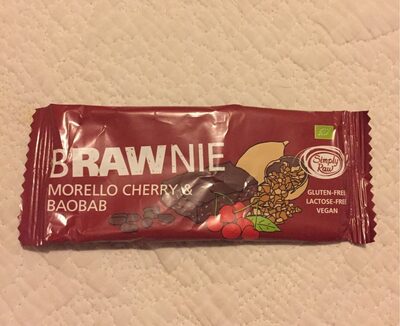 BRAWNIE
MORELLO CHERRY &
BAOBAB
Simply
Raw
GLUTEN-FREE
LACTOSE-FREE
VEGAN